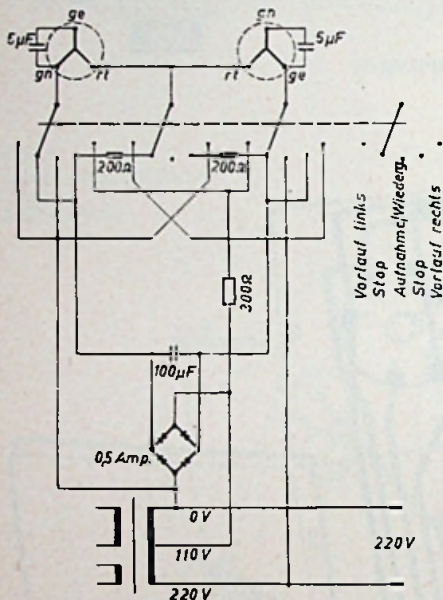 ge
gn
5µF
5µF
gn
rt
rt
ge
200Ω
200Ω
Vorlauf links
Stop
Aufnahme/Wiederg.
Stop
Vorlauf rechts
300Ω
100µF
0,5 Amp.
0V
110V
220V
220V